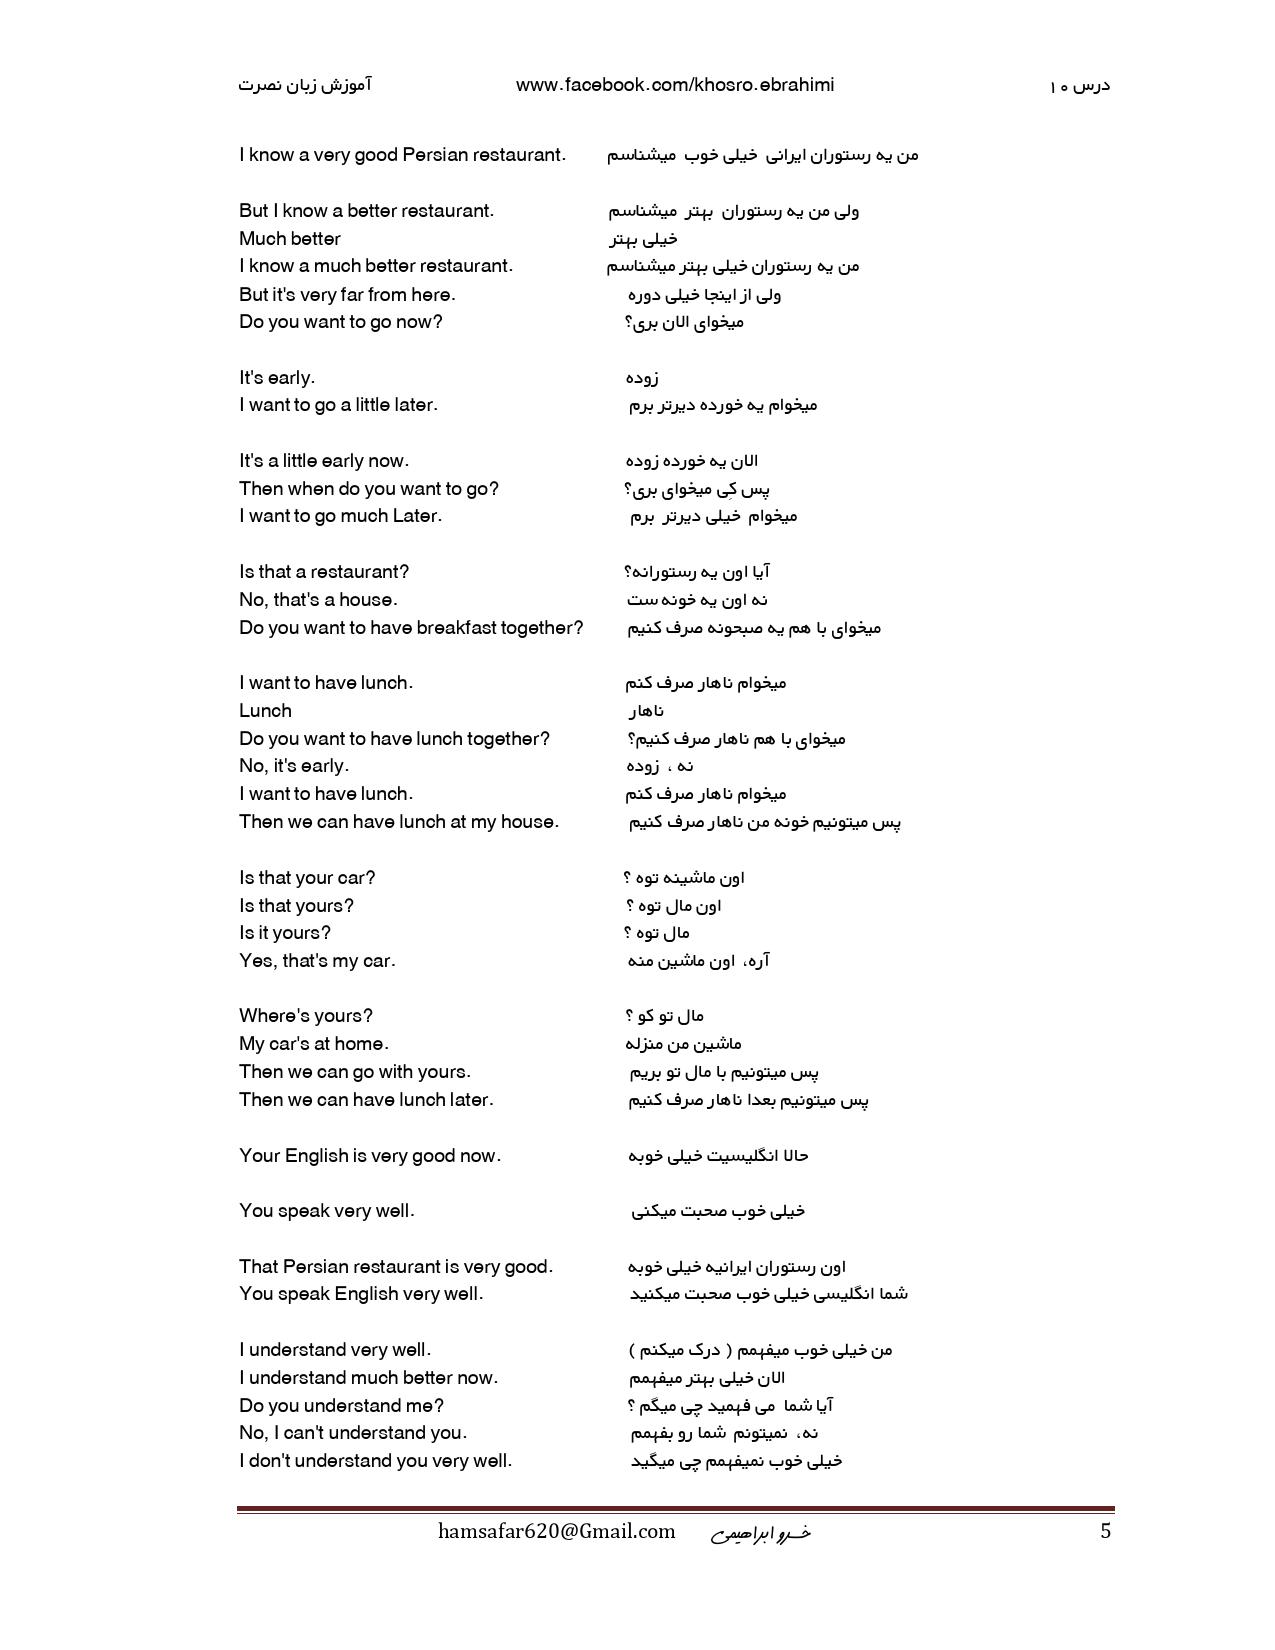 آموزش زبان نصرت www.facebook.com/khosro.ebrahimi درس ۱۰
I know a very good Persian restaurant. من یه رستوران ایرانی خیلی خوب میشناسم
But I know a better restaurant. ولی من یه رستوران بهتر میشناسم
Much better خیلی بهتر
I know a much better restaurant. من یه رستوران خیلی بهتر میشناسم
But it's very far from here. ولی از اینجا خیلی دوره
Do you want to go now? میخوای الان بری؟
It's early. زوده
I want to go a little later. میخوام یه خورده دیرتر برم
It's a little early now. الان یه خورده زوده
Then when do you want to go? پس کِی میخوای بری؟
I want to go much Later. میخوام خیلی دیرتر برم
Is that a restaurant? آیا اون یه رستورانه؟
No, that's a house. نه اون یه خونه ست
Do you want to have breakfast together? میخوای با هم یه صبحونه صرف کنیم
I want to have lunch. میخوام ناهار صرف کنم
Lunch ناهار
Do you want to have lunch together? میخوای با هم ناهار صرف کنیم؟
No, it's early. نه ، زوده
I want to have lunch. میخوام ناهار صرف کنم
Then we can have lunch at my house. پس میتونیم خونه من ناهار صرف کنیم
Is that your car? اون ماشینه توه ؟
Is that yours? اون مال توه ؟
Is it yours? مال توه ؟
Yes, that's my car. آره، اون ماشین منه
Where's yours? مال تو کو ؟
My car's at home. ماشین من منزله
Then we can go with yours. پس میتونیم با مال تو بریم
Then we can have lunch later. پس میتونیم بعدا ناهار صرف کنیم
Your English is very good now. حالا انگلیسیت خیلی خوبه
You speak very well. خیلی خوب صحبت میکنی
That Persian restaurant is very good. اون رستوران ایرانیه خیلی خوبه
You speak English very well. شما انگلیسی خیلی خوب صحبت میکنید
I understand very well. من خیلی خوب میفهمم ( درک میکنم )
I understand much better now. الان خیلی بهتر میفهمم
Do you understand me? آیا شما می فهمید چی میگم ؟
No, I can't understand you. نه، نمیتونم شما رو بفهمم
I don't understand you very well. خیلی خوب نمیفهمم چی میگید
hamsafar620@Gmail.com خسرو ابراهیمی 5